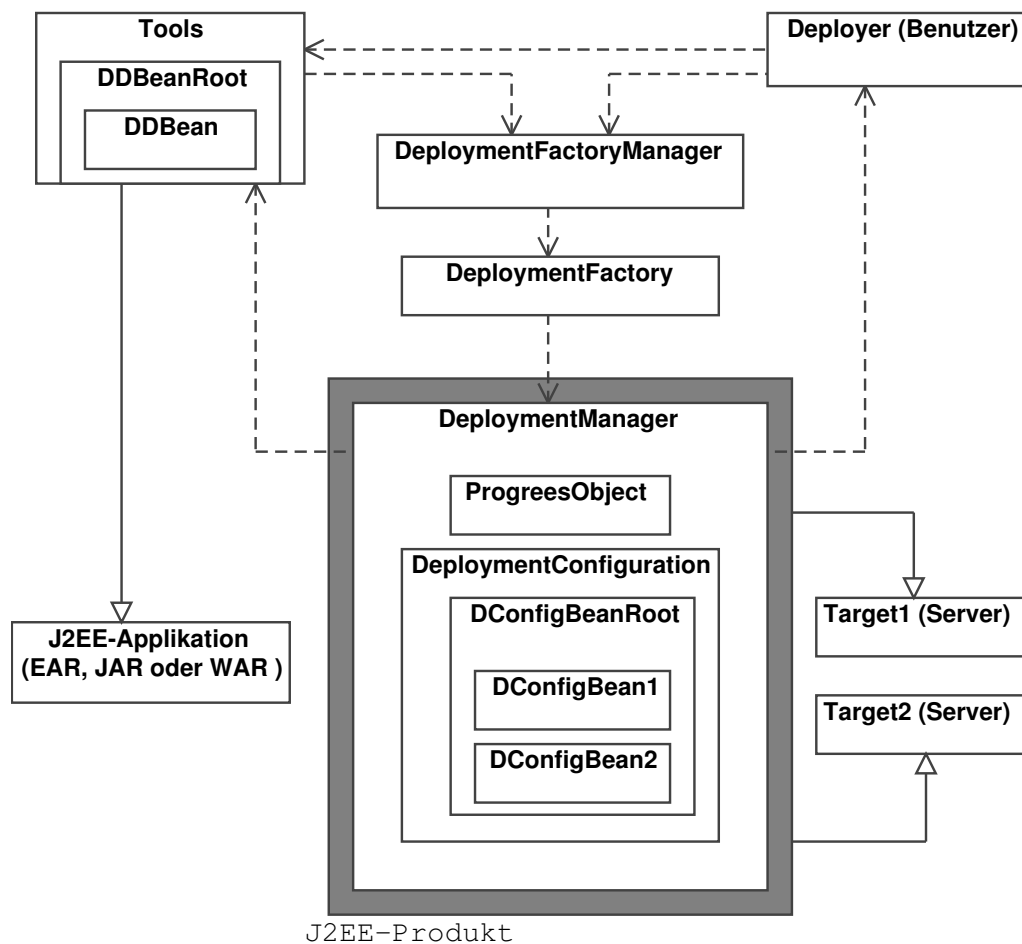 Tools
Deployer (Benutzer)
DDBeanRoot
DDBean
DeploymentFactoryManager
DeploymentFactory
DeploymentManager
ProgreesObject
DeploymentConfiguration
DConfigBeanRoot
DConfigBean1
DConfigBean2
J2EE-Applikation
(EAR, JAR oder WAR )
Target1 (Server)
Target2 (Server)
J2EE-Produkt